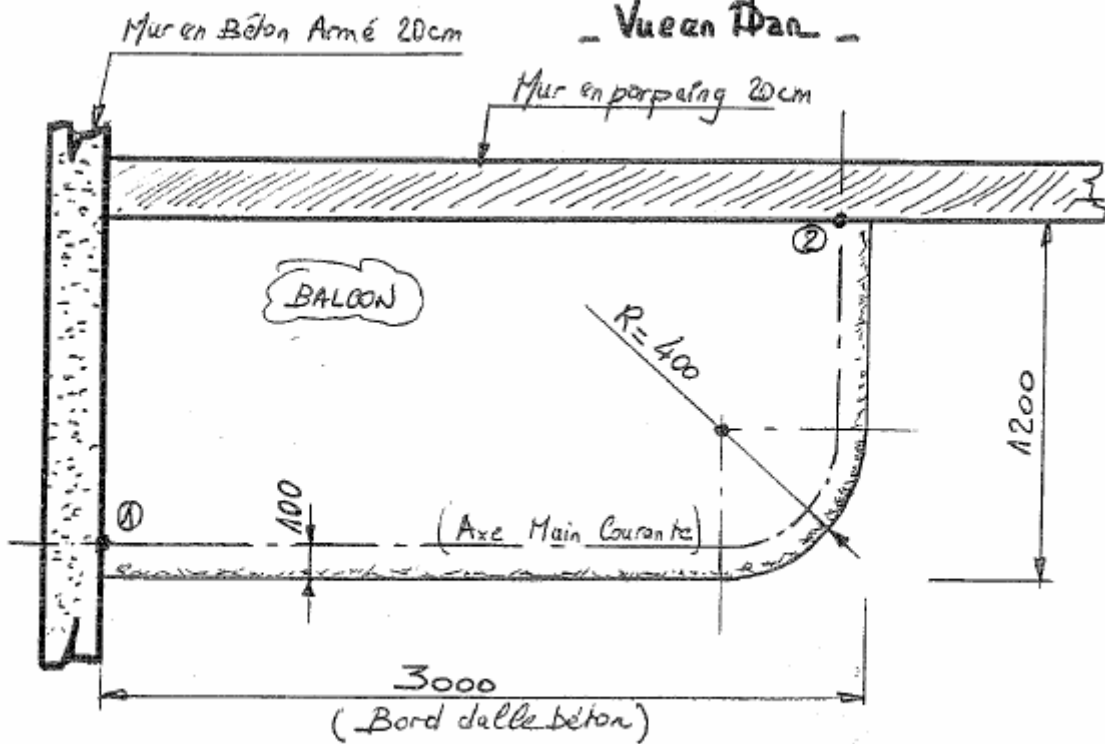 Mur en Béton Armé 20cm
_ Vue en Plan _
Mur en parpaing 20cm
②
BALCON
R=400
1200
①
100
(Axe Main Courante)
3000
(Bord dalle béton)